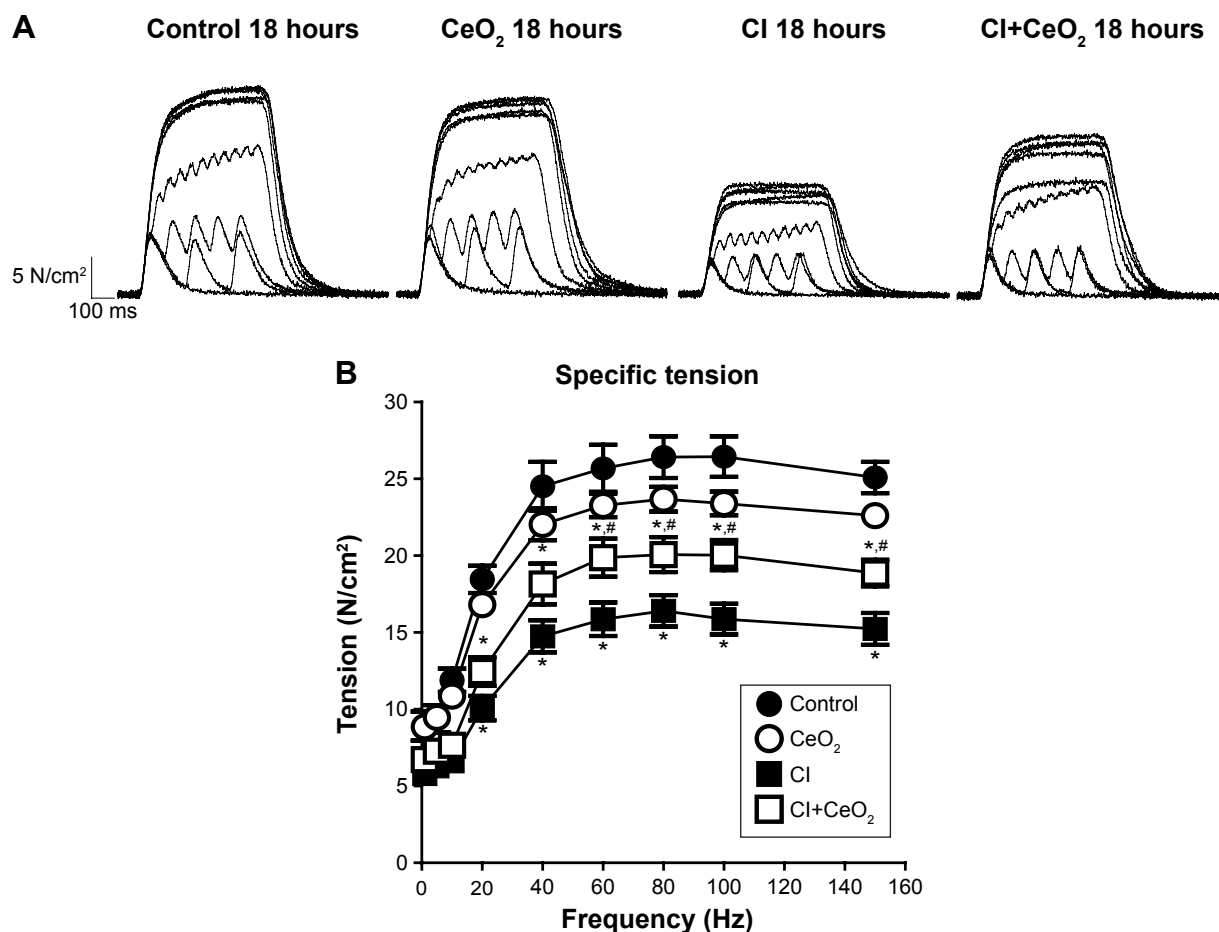 A
Control 18 hours
CeO₂ 18 hours
CI 18 hours
CI+CeO₂ 18 hours
5 N/cm²
100 ms
B
Specific tension
Tension (N/cm²)
30
25
20
15
10
5
0
*
*,#
*,#
*,#
*,#
*
*
*
*
*
*
*
Control
CeO₂
CI
CI+CeO₂
0 20 40 60 80 100 120 140 160
Frequency (Hz)